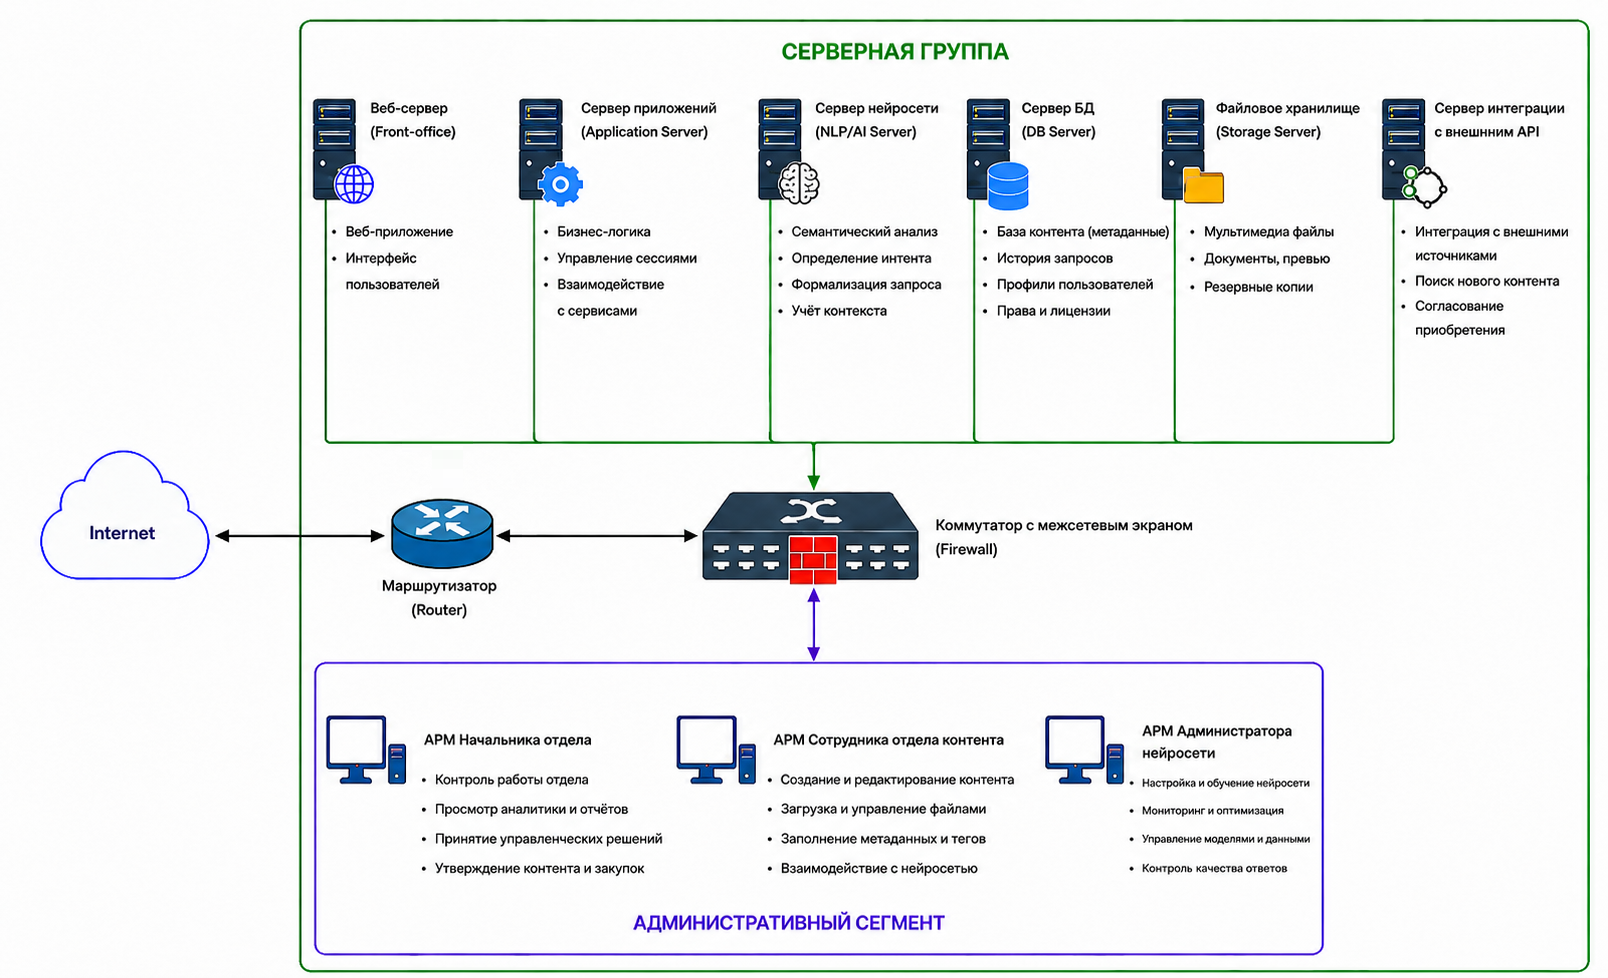 СЕРВЕРНАЯ ГРУППА
Веб-сервер
(Front-office)
• Веб-приложение
• Интерфейс
пользователей
Сервер приложений
(Application Server)
• Бизнес-логика
• Управление сессиями
• Взаимодействие
с сервисами
Сервер нейросети
(NLP/AI Server)
• Семантический анализ
• Определение интента
• Формализация запроса
• Учёт контекста
Сервер БД
(DB Server)
• База контента (метаданные)
• История запросов
• Профили пользователей
• Права и лицензии
Файловое хранилище
(Storage Server)
• Мультимедиа файлы
• Документы, превью
• Резервные копии
Сервер интеграции
с внешнним API
• Интеграция с внешними
источниками
• Поиск нового контента
• Согласование
приобретения
Internet
Маршрутизатор
(Router)
Коммутатор с межсетевым экраном
(Firewall)
АРМ Начальника отдела
• Контроль работы отдела
• Просмотр аналитики и отчётов
• Принятие управленческих решений
• Утверждение контента и закупок
АРМ Сотрудника отдела контента
• Создание и редактирование контента
• Загрузка и управление файлами
• Заполнение метаданных и тегов
• Взаимодействие с нейросетью
АРМ Администратора
нейросети
• Настройка и обучение нейросети
• Мониторинг и оптимизация
• Управление моделями и данными
• Контроль качества ответов
АДМИНИСТРАТИВНЫЙ СЕГМЕНТ